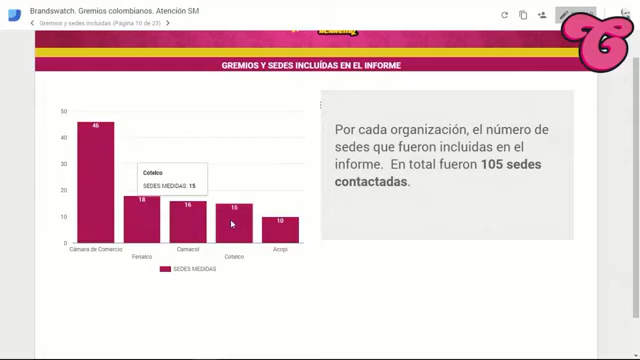 Brandswatch. Gremios colombianos. Atención SM
Gremios y sedes incluidas (Página 10 de 23)
GREMIOS Y SEDES INCLUÍDAS EN EL INFORME
50
40
30
20
10
0
46
18
16
15
10
Cotelco
SEDES MEDIDAS: 15
Cámara de Comercio
Fenalco
Camacol
Cotelco
Acopi
SEDES MEDIDAS
Por cada organización, el número de
sedes que fueron incluidas en el
informe. En total fueron 105 sedes
contactadas.